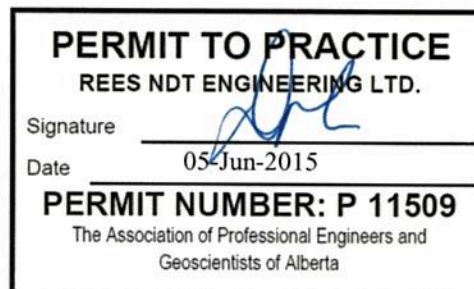 PERMIT TO PRACTICE
REES NDT ENGINEERING LTD.
Signature
Date 05-Jun-2015
PERMIT NUMBER: P 11509
The Association of Professional Engineers and
Geoscientists of Alberta